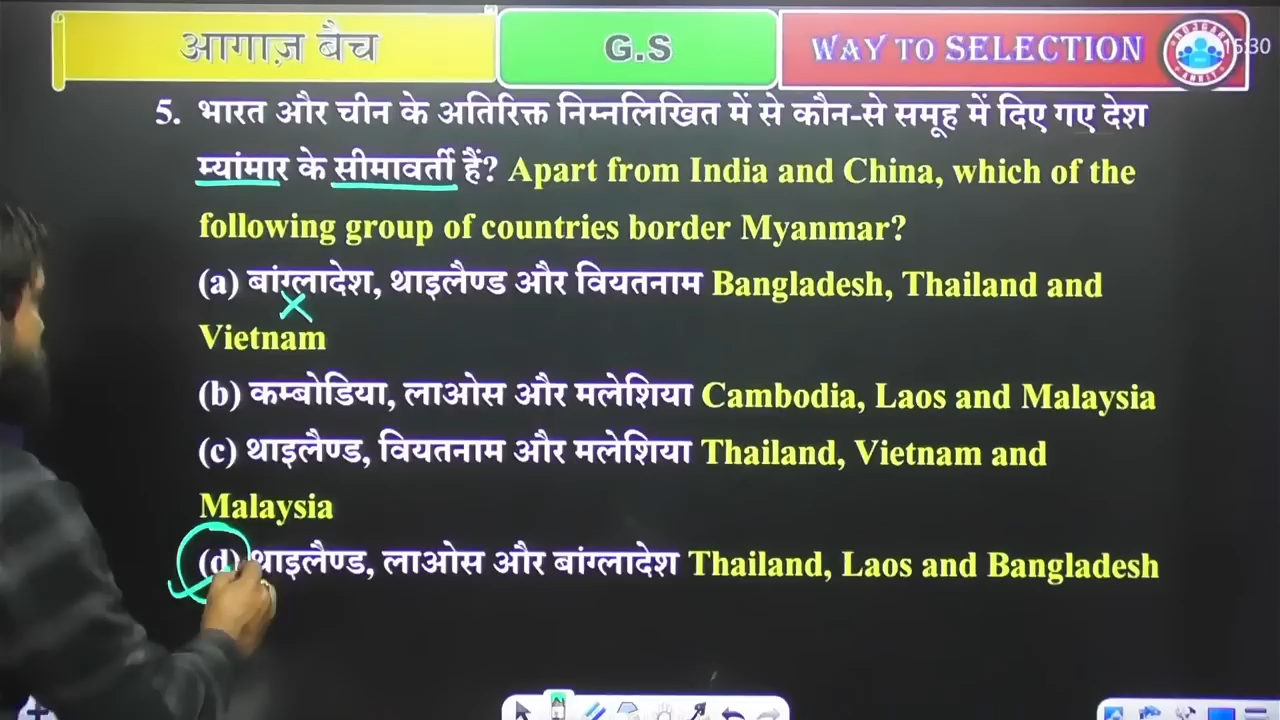 आगाज़ बैच
G.S
WAY TO SELECTION
15:30
5. भारत और चीन के अतिरिक्त निम्नलिखित में से कौन-से समूह में दिए गए देश
म्यांमार के सीमावर्ती हैं? Apart from India and China, which of the
following group of countries border Myanmar?
(a) बांग्लादेश, थाइलैण्ड और वियतनाम Bangladesh, Thailand and
Vietnam
(b) कम्बोडिया, लाओस और मलेशिया Cambodia, Laos and Malaysia
(c) थाइलैण्ड, वियतनाम और मलेशिया Thailand, Vietnam and
Malaysia
(d) थाइलैण्ड, लाओस और बांग्लादेश Thailand, Laos and Bangladesh